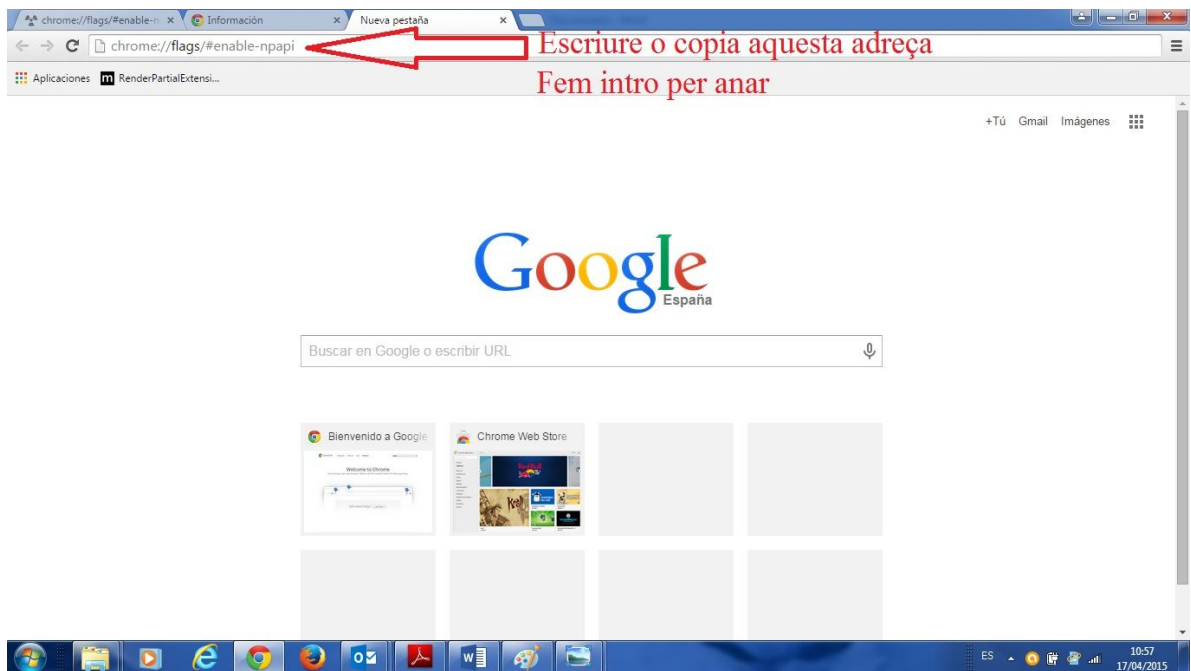 chrome://flags/#enable-n
Información
Nueva pestaña
chrome://flags/#enable-npapi
Escriure o copia aquesta adreça
Aplicaciones
m RenderPartialExtensi...
Fem intro per anar
+Tú Gmail Imágenes
Google
España
Buscar en Google o escribir URL
Bienvenido a Google
Chrome Web Store
Welcome to Chrome
Red Bull
ES
10:57
17/04/2015